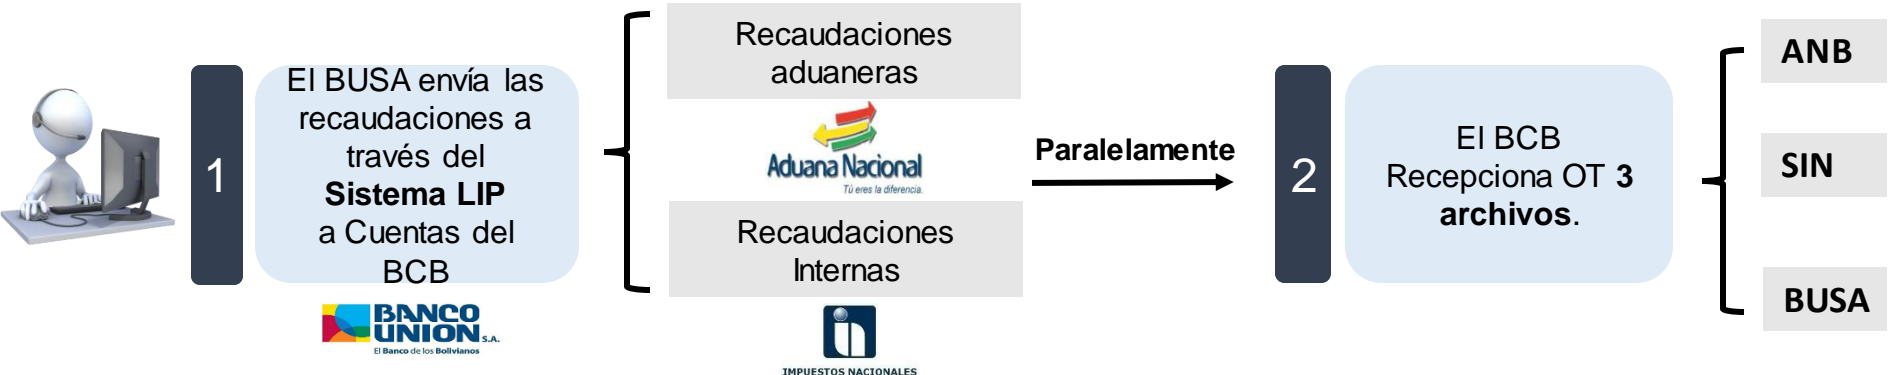 1
El BUSA envía las
recaudaciones a
través del
Sistema LIP
a Cuentas del
BCB
BANCO
UNION S.A.
El Banco de los Bolivianos
Recaudaciones
aduaneras
Aduana Nacional
Tú eres la diferencia.
Recaudaciones
Internas
IMPUESTOS NACIONALES
Paralelamente
2
El BCB
Recepciona OT 3
archivos.
ANB
SIN
BUSA